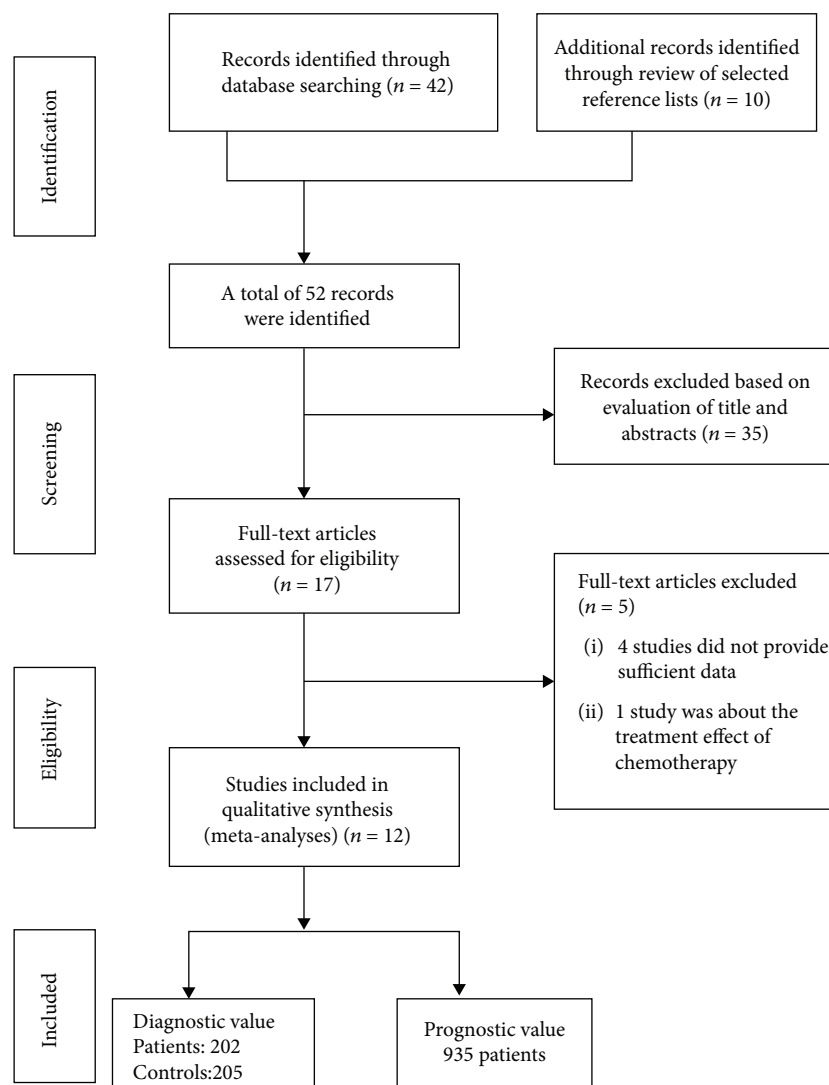 Identification
Records identified through
database searching (n = 42)
Additional records identified
through review of selected
reference lists (n = 10)
A total of 52 records
were identified
Screening
Records excluded based on
evaluation of title and
abstracts (n = 35)
Full-text articles
assessed for eligibility
(n = 17)
Eligibility
Full-text articles excluded
(n = 5)
(i) 4 studies did not provide
sufficient data
(ii) 1 study was about the
treatment effect of
chemotherapy
Studies included in
qualitative synthesis
(meta-analyses) (n = 12)
Included
Diagnostic value
Patients: 202
Controls:205
Prognostic value
935 patients